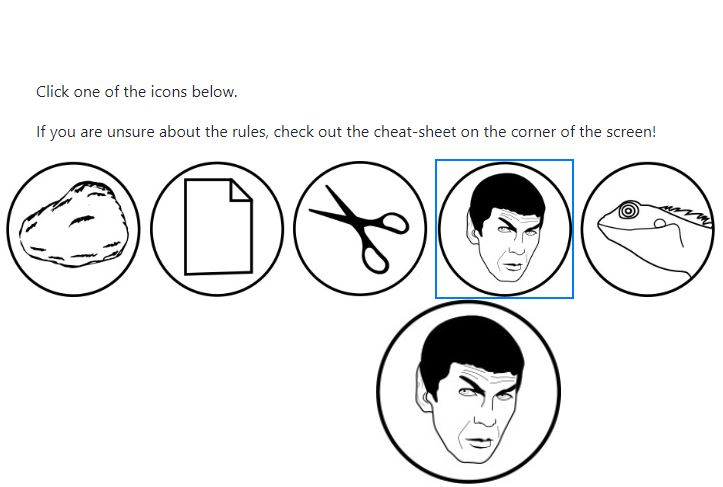 Click one of the icons below.
If you are unsure about the rules, check out the cheat-sheet on the corner of the screen!